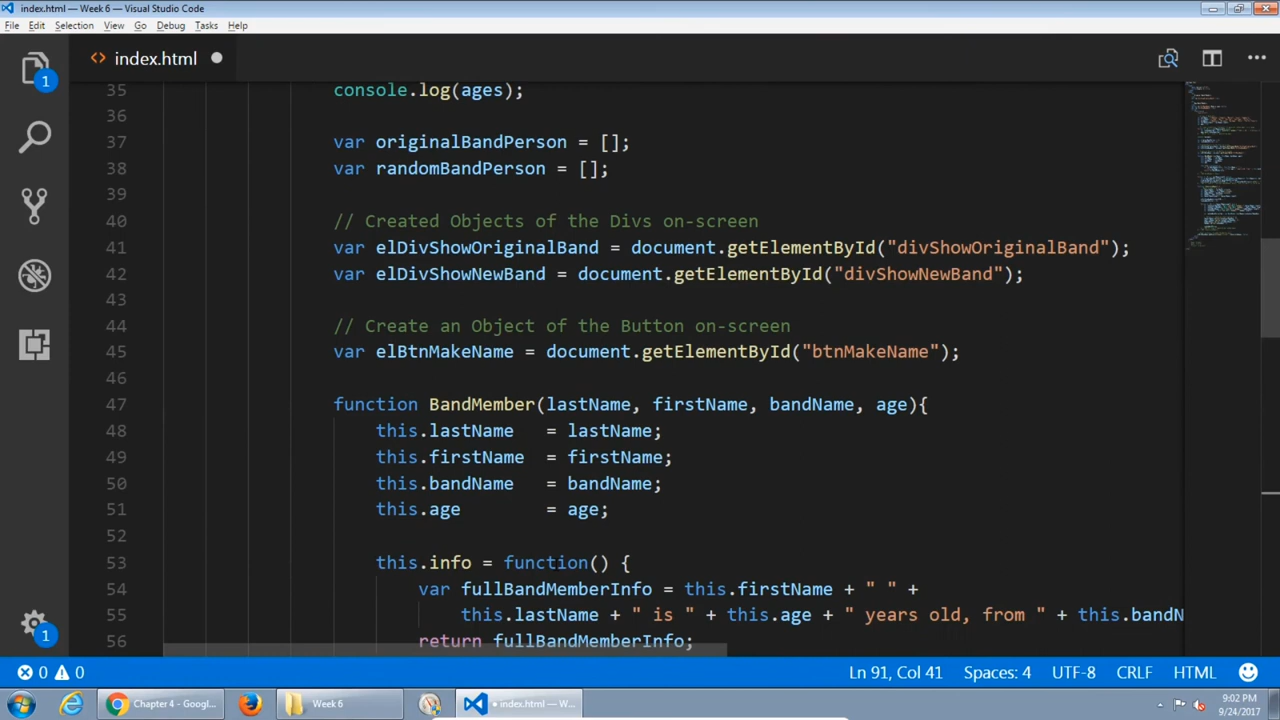 index.html — Week 6 — Visual Studio Code
File Edit Selection View Go Debug Tasks Help
1 index.html
35 console.log(ages);
36
37 var originalBandPerson = [];
38 var randomBandPerson = [];
39
40 // Created Objects of the Divs on-screen
41 var elDivShowOriginalBand = document.getElementById("divShowOriginalBand");
42 var elDivShowNewBand = document.getElementById("divShowNewBand");
43
44 // Create an Object of the Button on-screen
45 var elBtnMakeName = document.getElementById("btnMakeName");
46
47 function BandMember(lastName, firstName, bandName, age){
48 this.lastName = lastName;
49 this.firstName = firstName;
50 this.bandName = bandName;
51 this.age = age;
52
53 this.info = function() {
54 var fullBandMemberInfo = this.firstName + " " +
55 this.lastName + " is " + this.age + " years old, from " + this.bandN
56 return fullBandMemberInfo;
1
0 0 Ln 91, Col 41 Spaces: 4 UTF-8 CRLF HTML
Chapter 4 - Googl... Week 6 index.html — W... 9:02 PM
9/24/2017